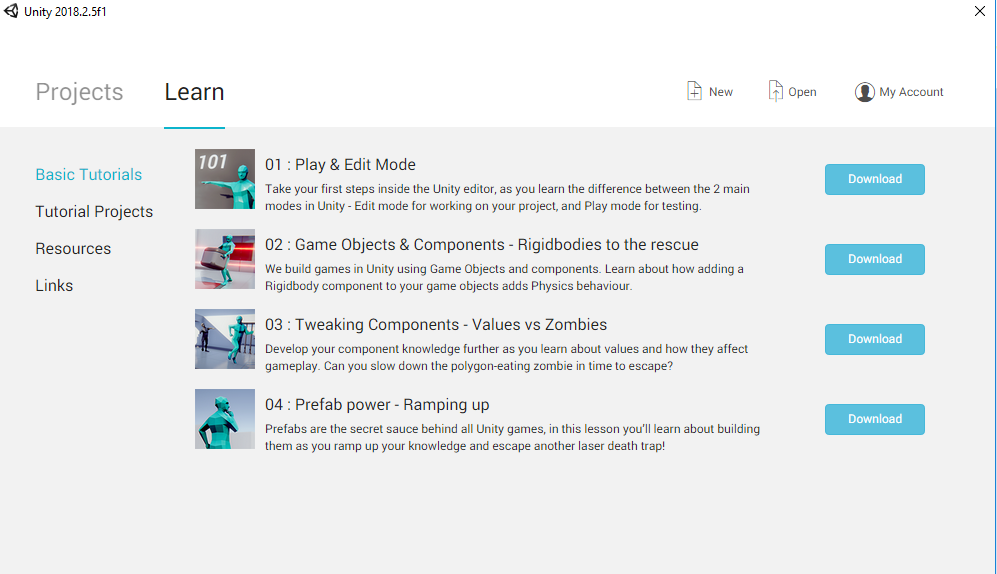 Unity 2018.2.5f1
Projects
Learn
New
Open
My Account
Basic Tutorials
Tutorial Projects
Resources
Links
101
01 : Play & Edit Mode
Take your first steps inside the Unity editor, as you learn the difference between the 2 main
modes in Unity - Edit mode for working on your project, and Play mode for testing.
Download
02 : Game Objects & Components - Rigidbodies to the rescue
We build games in Unity using Game Objects and components. Learn about how adding a
Rigidbody component to your game objects adds Physics behaviour.
Download
03 : Tweaking Components - Values vs Zombies
Develop your component knowledge further as you learn about values and how they affect
gameplay. Can you slow down the polygon-eating zombie in time to escape?
Download
04 : Prefab power - Ramping up
Prefabs are the secret sauce behind all Unity games, in this lesson you'll learn about building
them as you ramp up your knowledge and escape another laser death trap!
Download